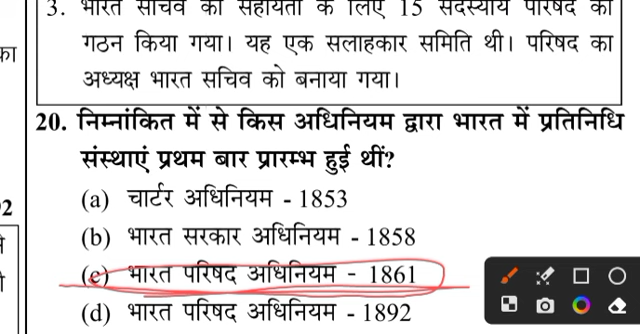 3. भारत सचिव की सहायता के लिए 15 सदस्यीय परिषद का
गठन किया गया। यह एक सलाहकार समिति थी। परिषद का
अध्यक्ष भारत सचिव को बनाया गया।
का
20. निम्नांकित में से किस अधिनियम द्वारा भारत में प्रतिनिधि
संस्थाएं प्रथम बार प्रारम्भ हुई थीं?
(a) चार्टर अधिनियम - 1853
2
(b) भारत सरकार अधिनियम - 1858
(c) भारत परिषद अधिनियम - 1861
(d) भारत परिषद अधिनियम - 1892